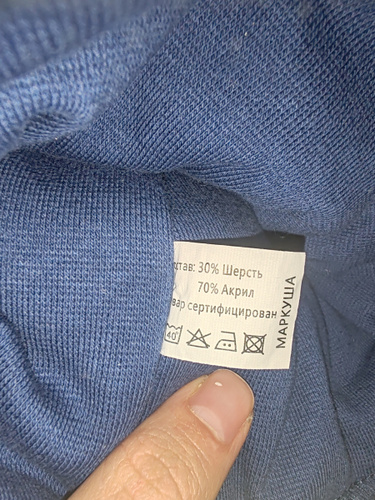 став: 30% Шерсть
70% Акрил
вар сертифицирован
40°
МАРКУША